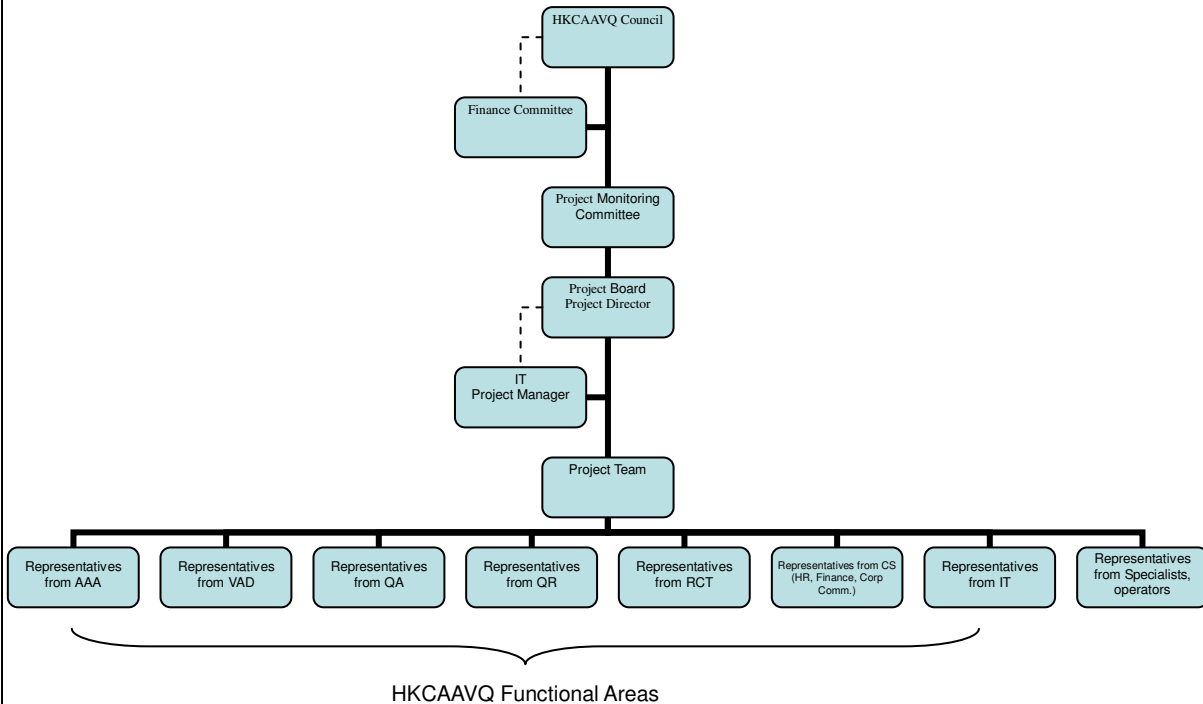 HKCAAVQ Council
Finance Committee
Project Monitoring
Committee
Project Board
Project Director
IT
Project Manager
Project Team
Representatives
from AAA
Representatives
from VAD
Representatives
from QA
Representatives
from QR
Representatives
from RCT
Representatives from CS
(HR, Finance, Corp
Comm.)
Representatives
from IT
Representatives
from Specialists,
operators
HKCAAVQ Functional Areas